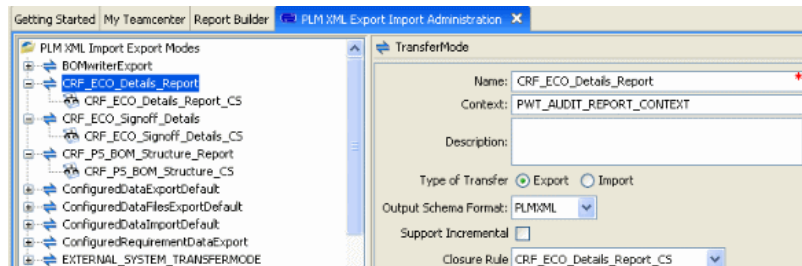 Getting Started My Teamcenter Report Builder PLM XML Export Import Administration
PLM XML Import Export Modes
BOMwriterExport
CRF_ECO_Details_Report
CRF_ECO_Details_Report_CS
CRF_ECO_Signoff_Details
CRF_ECO_Signoff_Details_CS
CRF_PS_BOM_Structure_Report
CRF_PS_BOM_Structure_CS
ConfiguredDataExportDefault
ConfiguredDataFilesExportDefault
ConfiguredDataImportDefault
ConfiguredRequirementDataExport
EXTERNAL_SYSTEM_TRANSFERMODE
TransferMode
Name: CRF_ECO_Details_Report *
Context: PWT_AUDIT_REPORT_CONTEXT
Description:
Type of Transfer Export Import
Output Schema Format: PLMXML
Support Incremental
Closure Rule CRF_ECO_Details_Report_CS